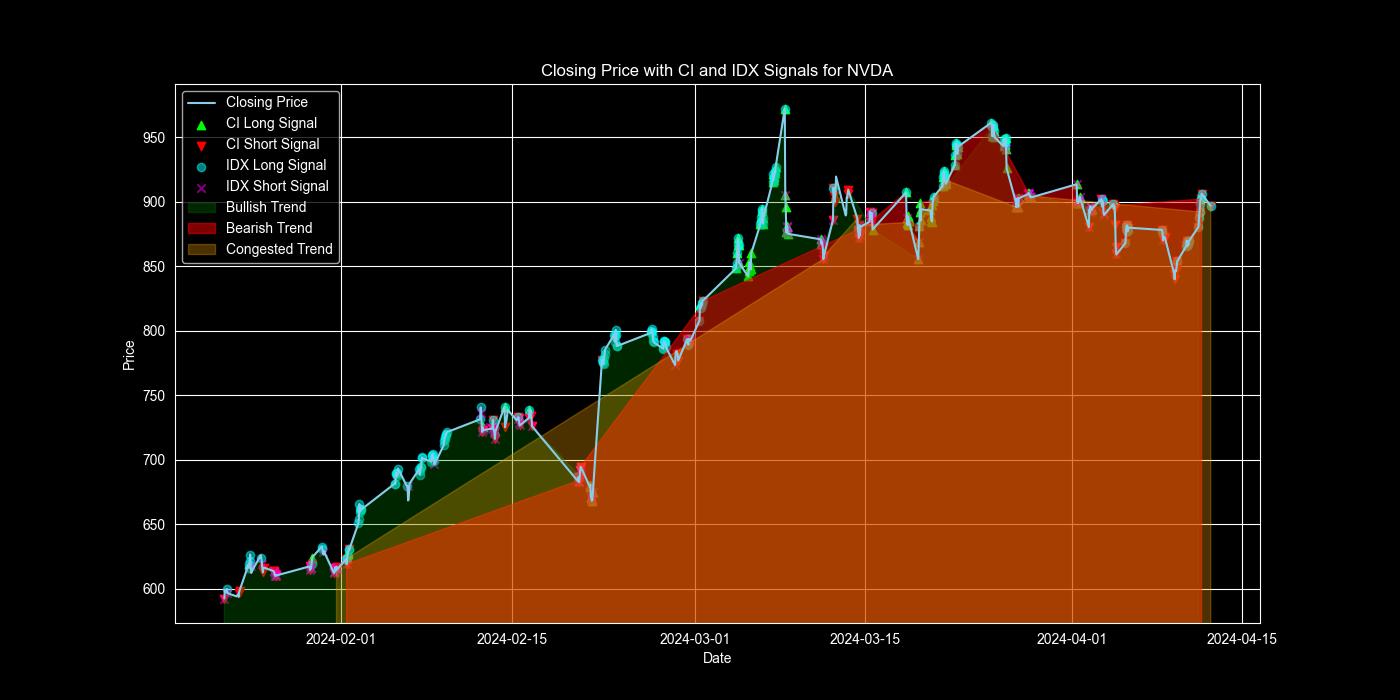 Closing Price with CI and IDX Signals for NVDA
Closing Price
CI Long Signal
CI Short Signal
IDX Long Signal
IDX Short Signal
Bullish Trend
Bearish Trend
Congested Trend
950
900
850
800
750
700
650
600
Price
2024-02-01
2024-02-15
2024-03-01
2024-03-15
2024-04-01
2024-04-15
Date